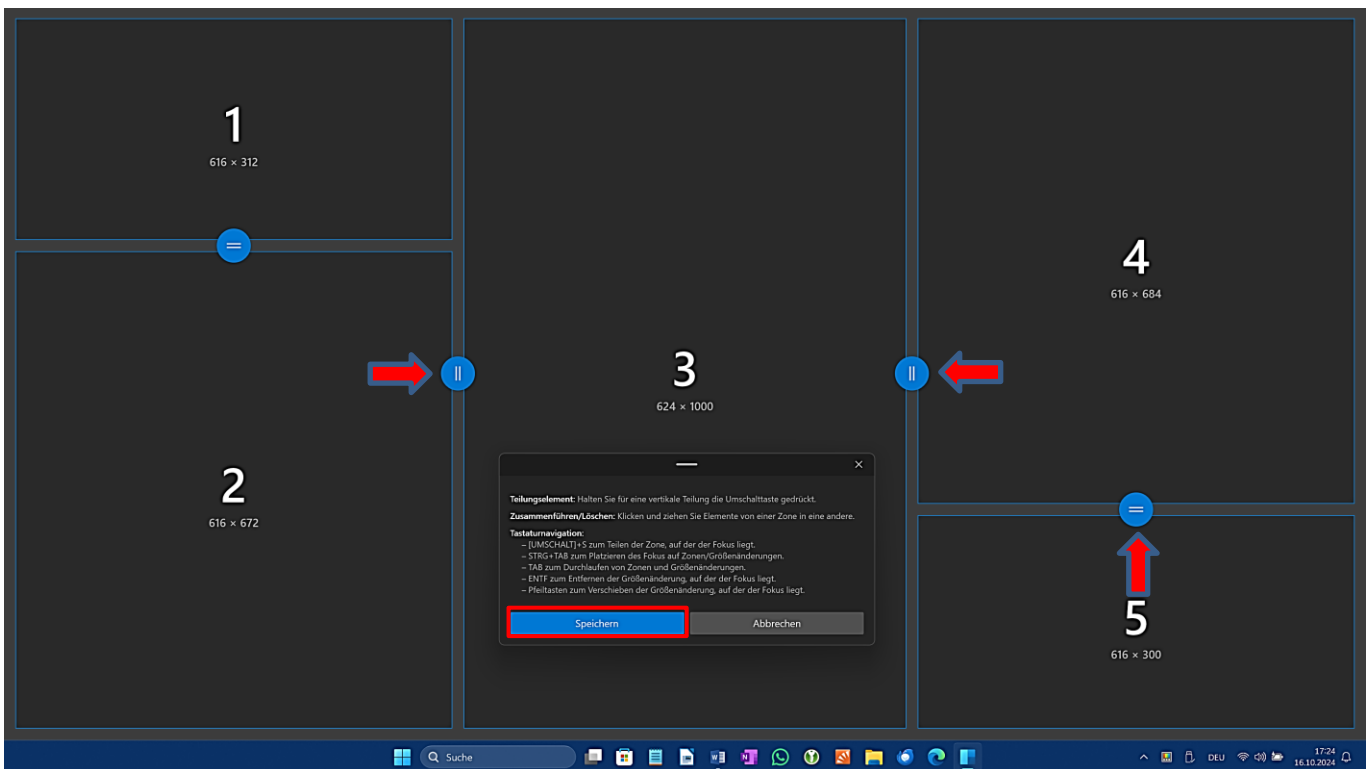 1
616 × 312
2
616 × 672
3
624 × 1000
4
616 × 684
5
616 × 300
Teilungselement: Halten Sie für eine vertikale Teilung die Umschalttaste gedrückt.
Zusammenführen/Löschen: Klicken und ziehen Sie Elemente von einer Zone in eine andere.
Tastaturnavigation:
– [UMSCHALT]+S zum Teilen der Zone, auf der der Fokus liegt.
– STRG+TAB zum Platzieren des Fokus auf Zonen/Größenänderungen.
– TAB zum Durchlaufen von Zonen und Größenänderungen.
– ENTF zum Entfernen der Größenänderung, auf der der Fokus liegt.
– Pfeiltasten zum Verschieben der Größenänderung, auf der der Fokus liegt.
Speichern
Abbrechen
Suche
DEU
17:24
16.10.2024